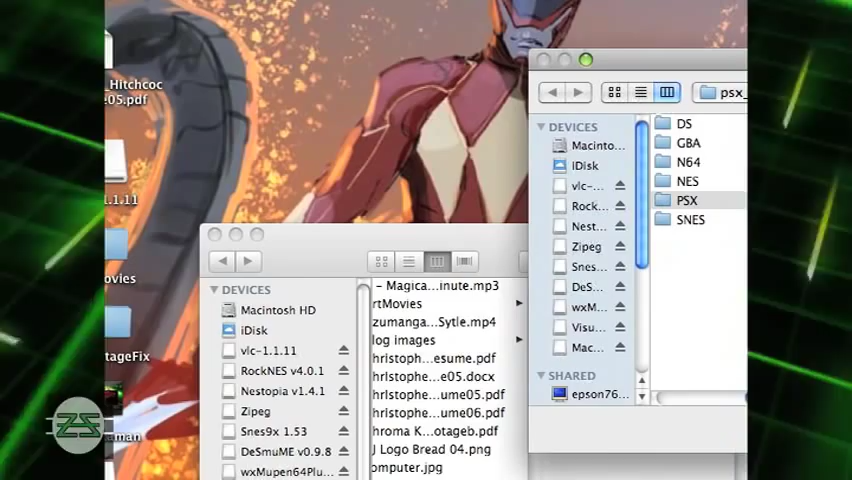 _Hitchcoc
e05.pdf
1.1.11
ovies
otageFix
aman
psx_
DEVICES
Macinto...
iDisk
vlc-...
Rock...
Nest...
Zipeg
Snes...
DeS...
wxM...
Visu...
Mac...
SHARED
epson76...
DS
GBA
N64
NES
PSX
SNES
DEVICES
Macintosh HD
iDisk
vlc-1.1.11
RockNES v4.0.1
Nestopia v1.4.1
Zipeg
Snes9x 1.53
DeSmuME v0.9.8
wxMupen64Plu...
- Magica...inute.mp3
rtMovies
zumanga...Sytle.mp4
log images
hristophe...esume.pdf
hristophe...e05.docx
hristophe...ume05.pdf
hristophe...ume06.pdf
hroma K...otageb.pdf
J Logo Bread 04.png
omputer.jpg